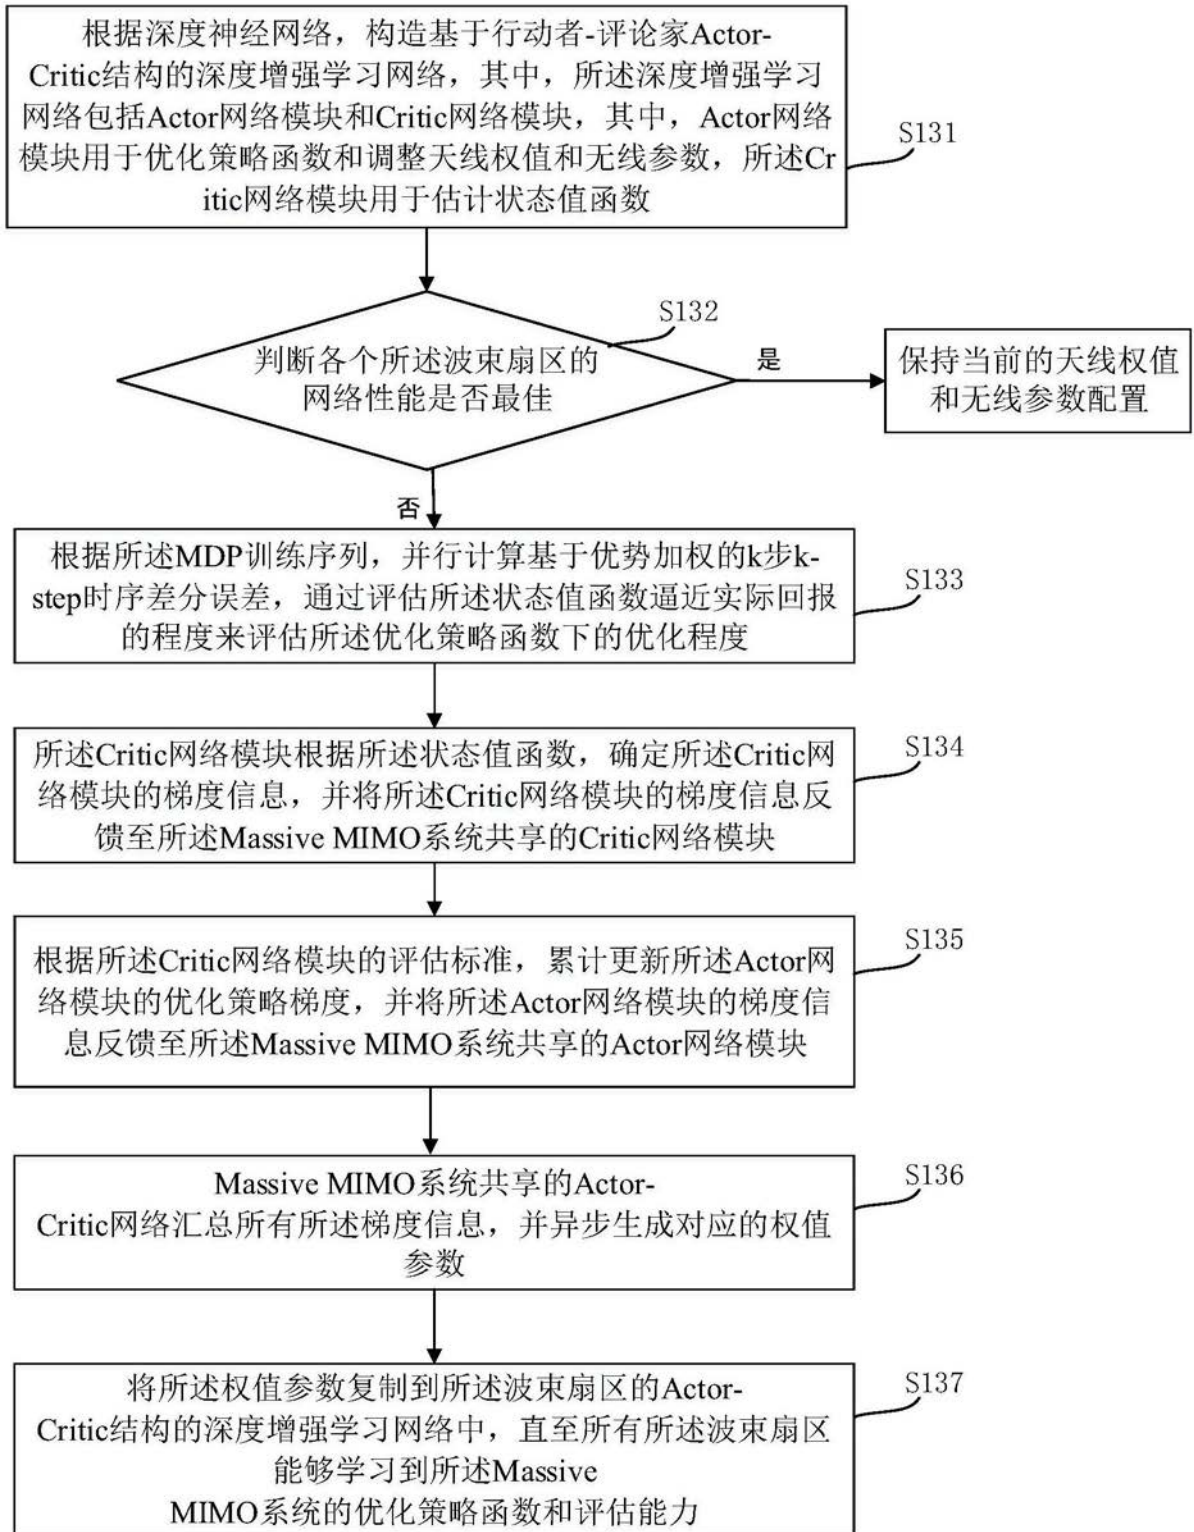 根据深度神经网络，构造基于行动者-评论家Actor-
Critic结构的深度增强学习网络，其中，所述深度增强学习
网络包括Actor网络模块和Critic网络模块，其中，Actor网络
模块用于优化策略函数和调整天线权值和无线参数，所述Cr
itic网络模块用于估计状态值函数
S131
S132
判断各个所述波束扇区的
网络性能是否最佳
是
保持当前的天线权值
和无线参数配置
否
根据所述MDP训练序列，并行计算基于优势加权的k步k-
step时序差分误差，通过评估所述状态值函数逼近实际回报
的程度来评估所述优化策略函数下的优化程度
S133
所述Critic网络模块根据所述状态值函数，确定所述Critic网
络模块的梯度信息，并将所述Critic网络模块的梯度信息反
馈至所述Massive MIMO系统共享的Critic网络模块
S134
根据所述Critic网络模块的评估标准，累计更新所述Actor网
络模块的优化策略梯度，并将所述Actor网络模块的梯度信
息反馈至所述Massive MIMO系统共享的Actor网络模块
S135
Massive MIMO系统共享的Actor-
Critic网络汇总所有所述梯度信息，并异步生成对应的权值
参数
S136
将所述权值参数复制到所述波束扇区的Actor-
Critic结构的深度增强学习网络中，直至所有所述波束扇区
能够学习到所述Massive
MIMO系统的优化策略函数和评估能力
S137